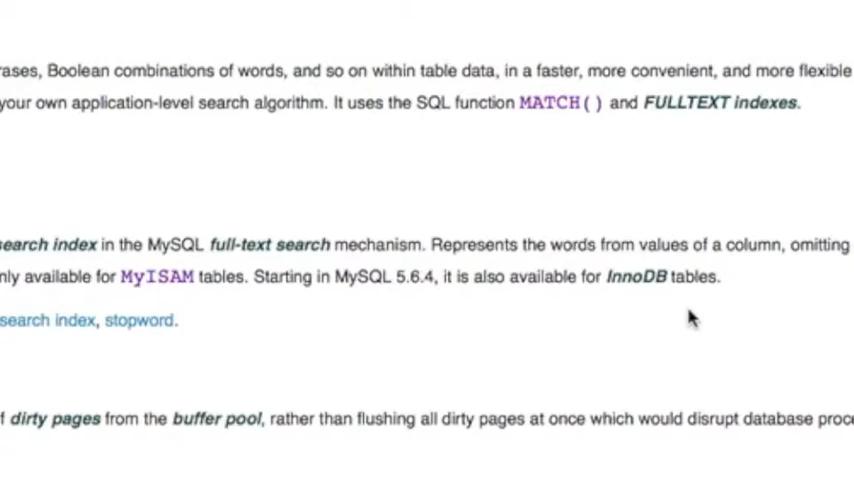 rases, Boolean combinations of words, and so on within table data, in a faster, more convenient, and more flexible
your own application-level search algorithm. It uses the SQL function MATCH() and FULLTEXT indexes.
search index in the MySQL full-text search mechanism. Represents the words from values of a column, omitting
nly available for MyISAM tables. Starting in MySQL 5.6.4, it is also available for InnoDB tables.
search index, stopword.
f dirty pages from the buffer pool, rather than flushing all dirty pages at once which would disrupt database proce